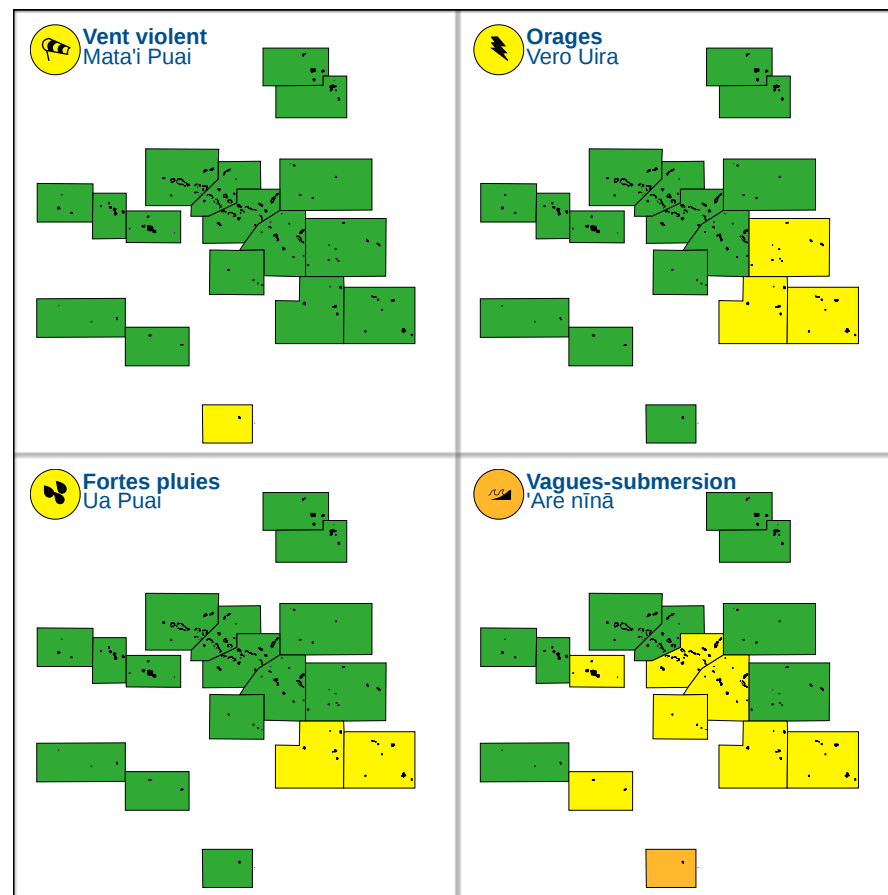 Vent violent
Mata'i Puai
Orages
Vero Uira
Fortes pluies
Ua Puai
Vagues-submersion
'Are nīnā